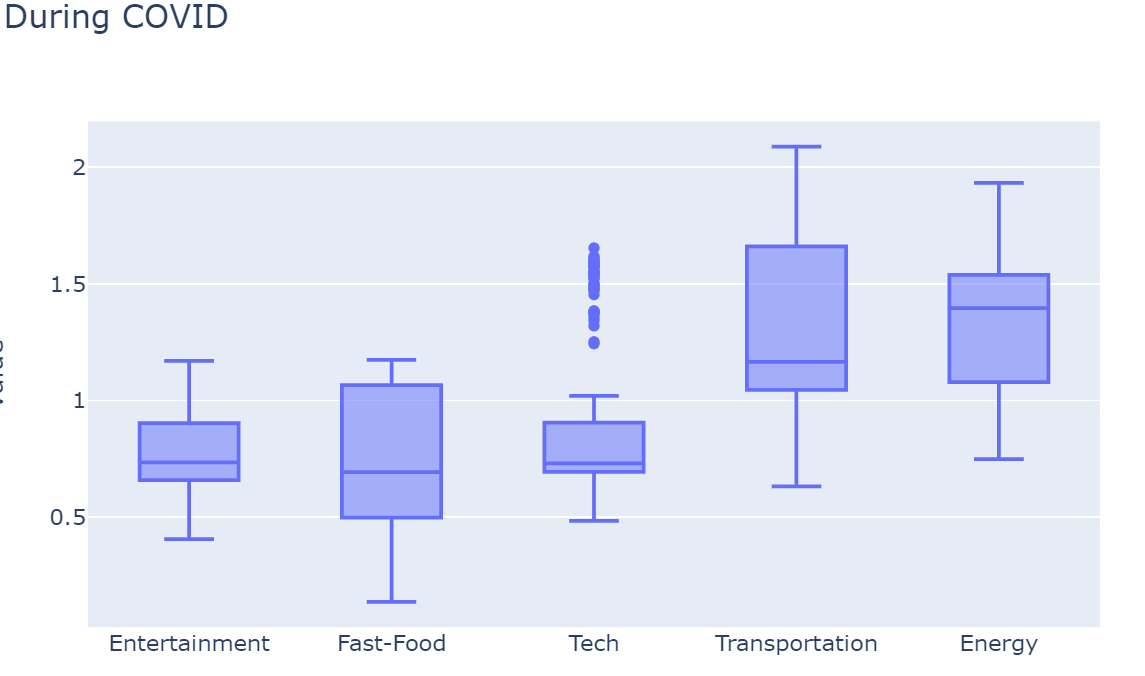 During COVID
2
1.5
1
0.5
Entertainment
Fast-Food
Tech
Transportation
Energy